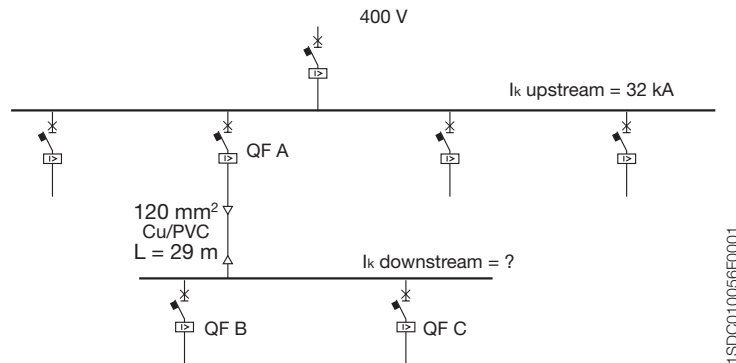 400 V
I>
Ik upstream = 32 kA
I>
I>
QF A
I>
I>
120 mm²
Cu/PVC
L = 29 m
Ik downstream = ?
I>
QF B
I>
QF C
1SDC010056F0001